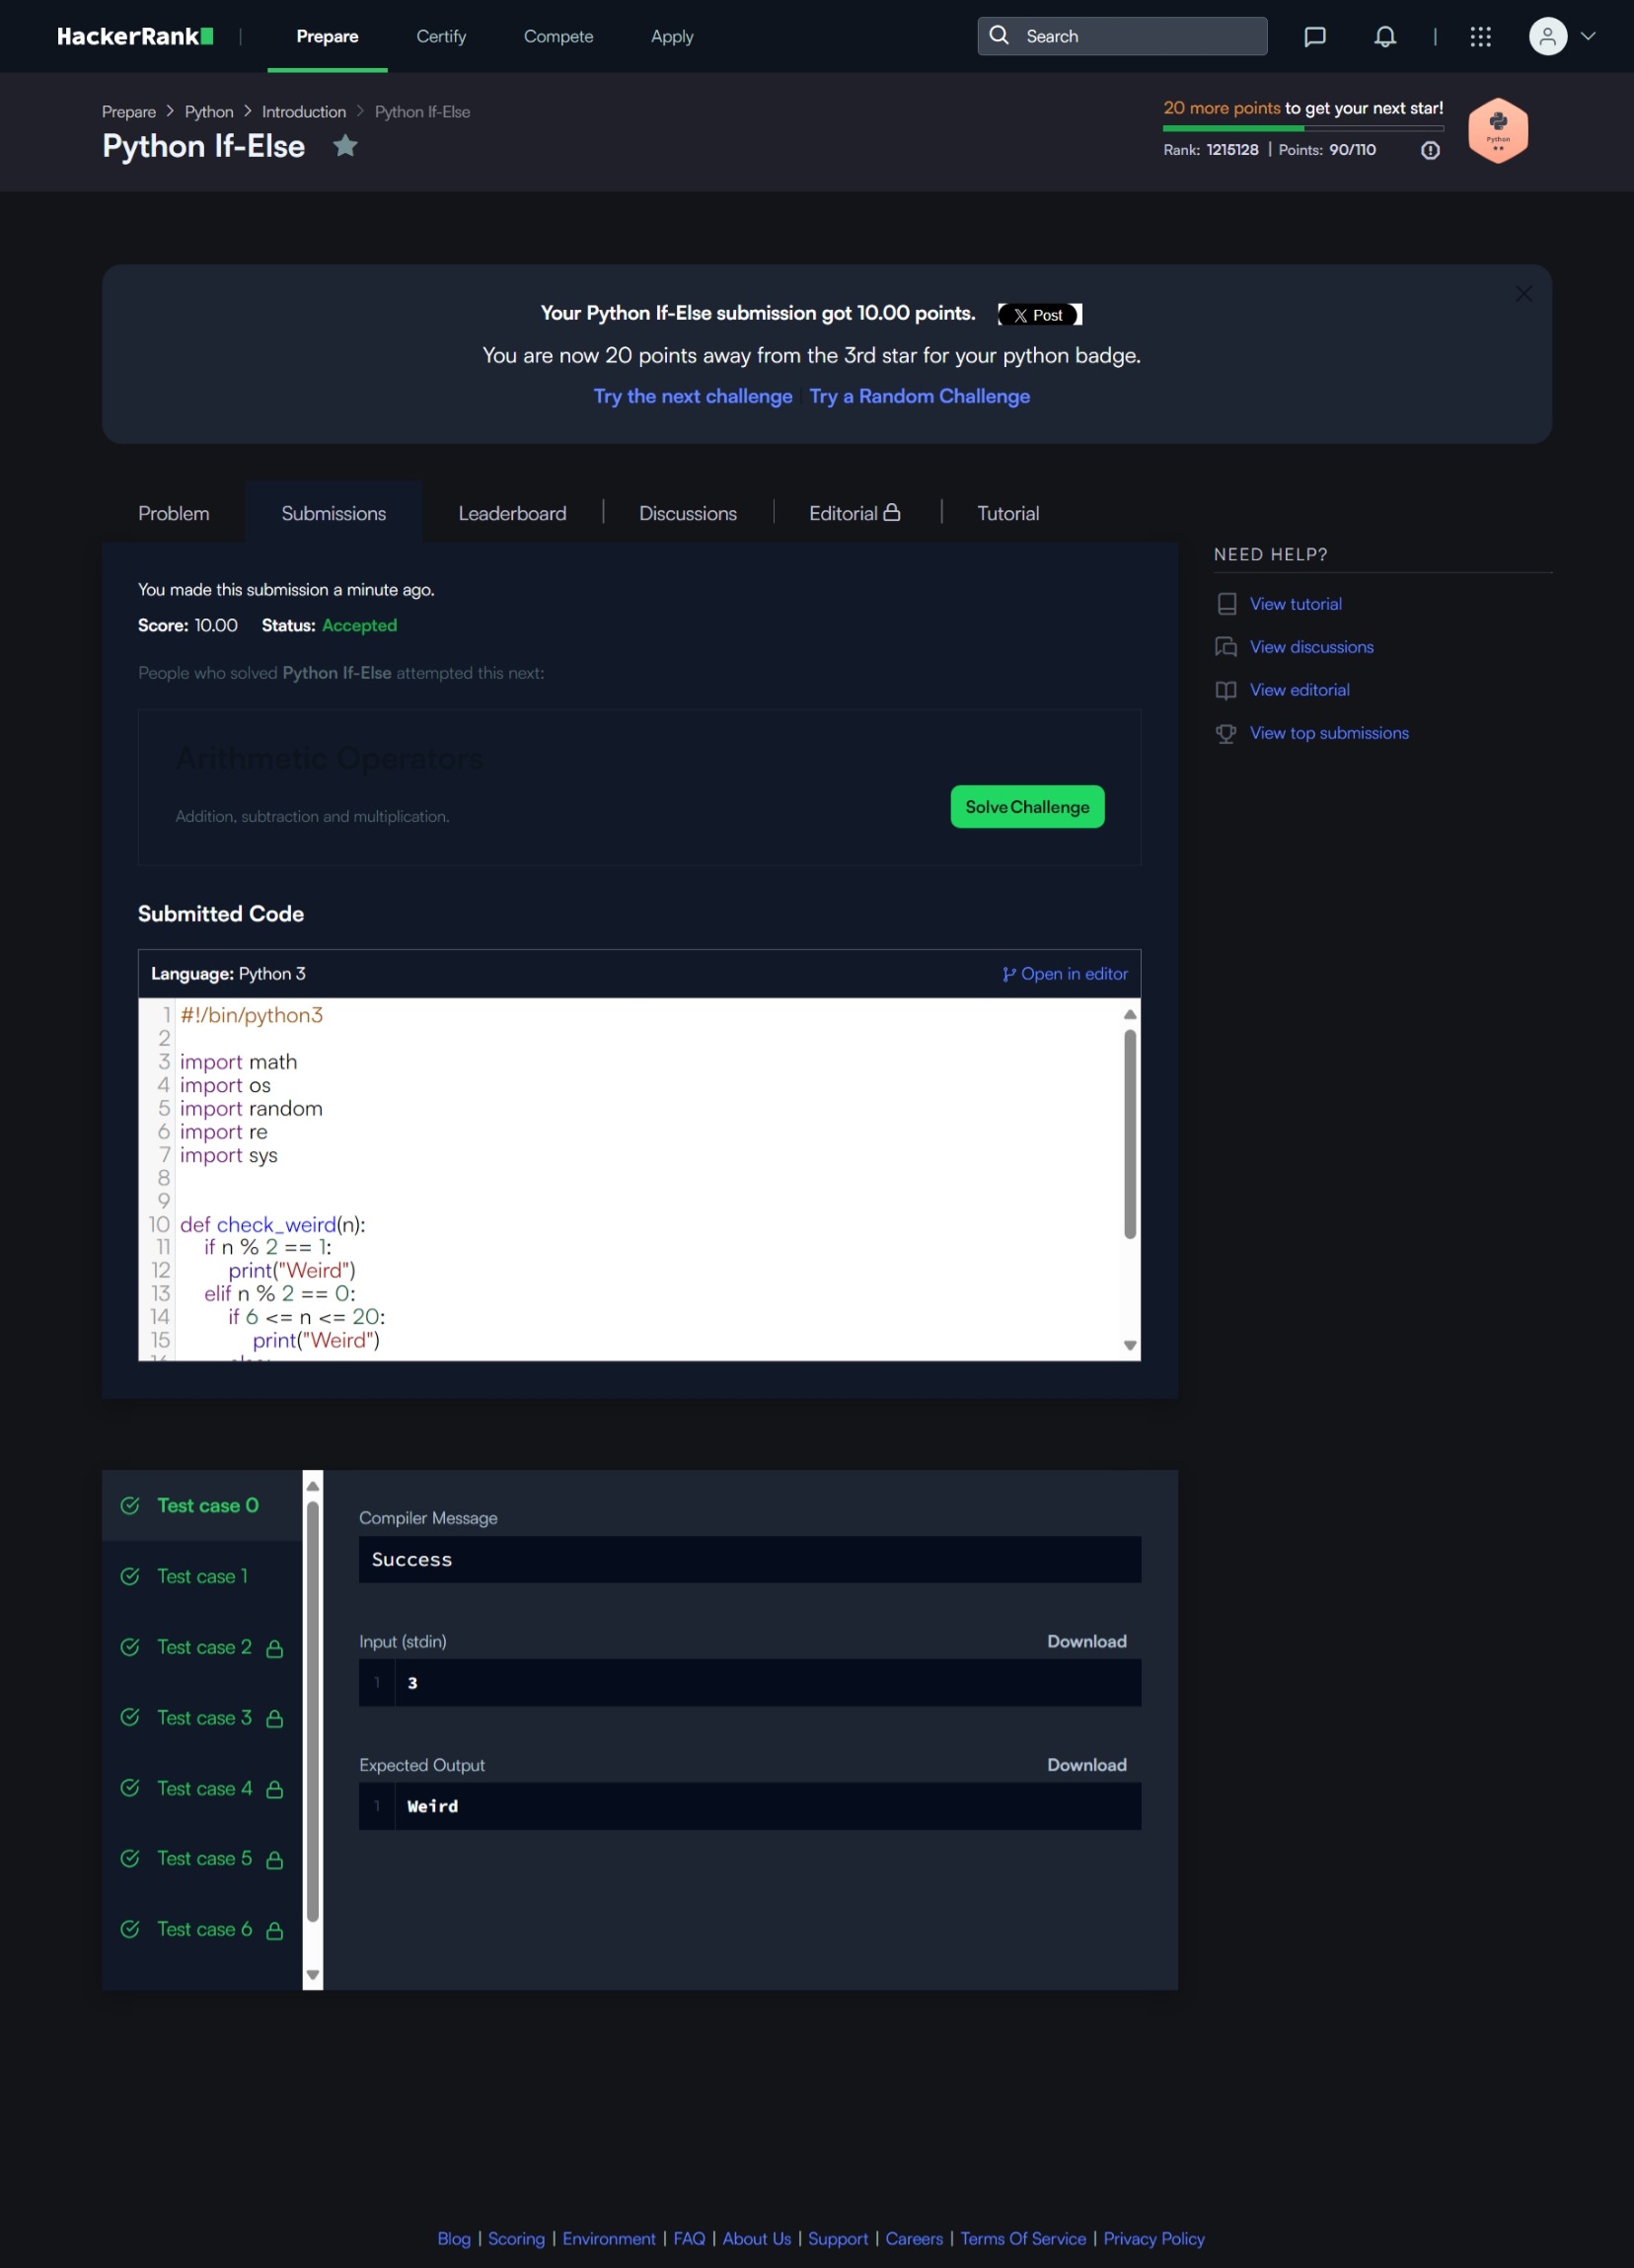 HackerRank | Prepare Certify Compete Apply Search |
Prepare > Python > Introduction > Python If-Else
Python If-Else
20 more points to get your next star!
Rank: 1215128 | Points: 90/110
Python
Your Python If-Else submission got 10.00 points. X Post
You are now 20 points away from the 3rd star for your python badge.
Try the next challenge | Try a Random Challenge
Problem Submissions Leaderboard | Discussions | Editorial | Tutorial
You made this submission a minute ago.
Score: 10.00 Status: Accepted
People who solved Python If-Else attempted this next:
Arithmetic Operators
Addition, subtraction and multiplication.
Solve Challenge
NEED HELP?
View tutorial
View discussions
View editorial
View top submissions
Submitted Code
Language: Python 3 Open in editor
1 #!/bin/python3
2
3 import math
4 import os
5 import random
6 import re
7 import sys
8
9
10 def check_weird(n):
11     if n % 2 == 1:
12         print("Weird")
13     elif n % 2 == 0:
14         if 6 <= n <= 20:
15             print("Weird")
Test case 0
Test case 1
Test case 2
Test case 3
Test case 4
Test case 5
Test case 6
Compiler Message
Success
Input (stdin) Download
1 3
Expected Output Download
1 Weird
Blog | Scoring | Environment | FAQ | About Us | Support | Careers | Terms Of Service | Privacy Policy